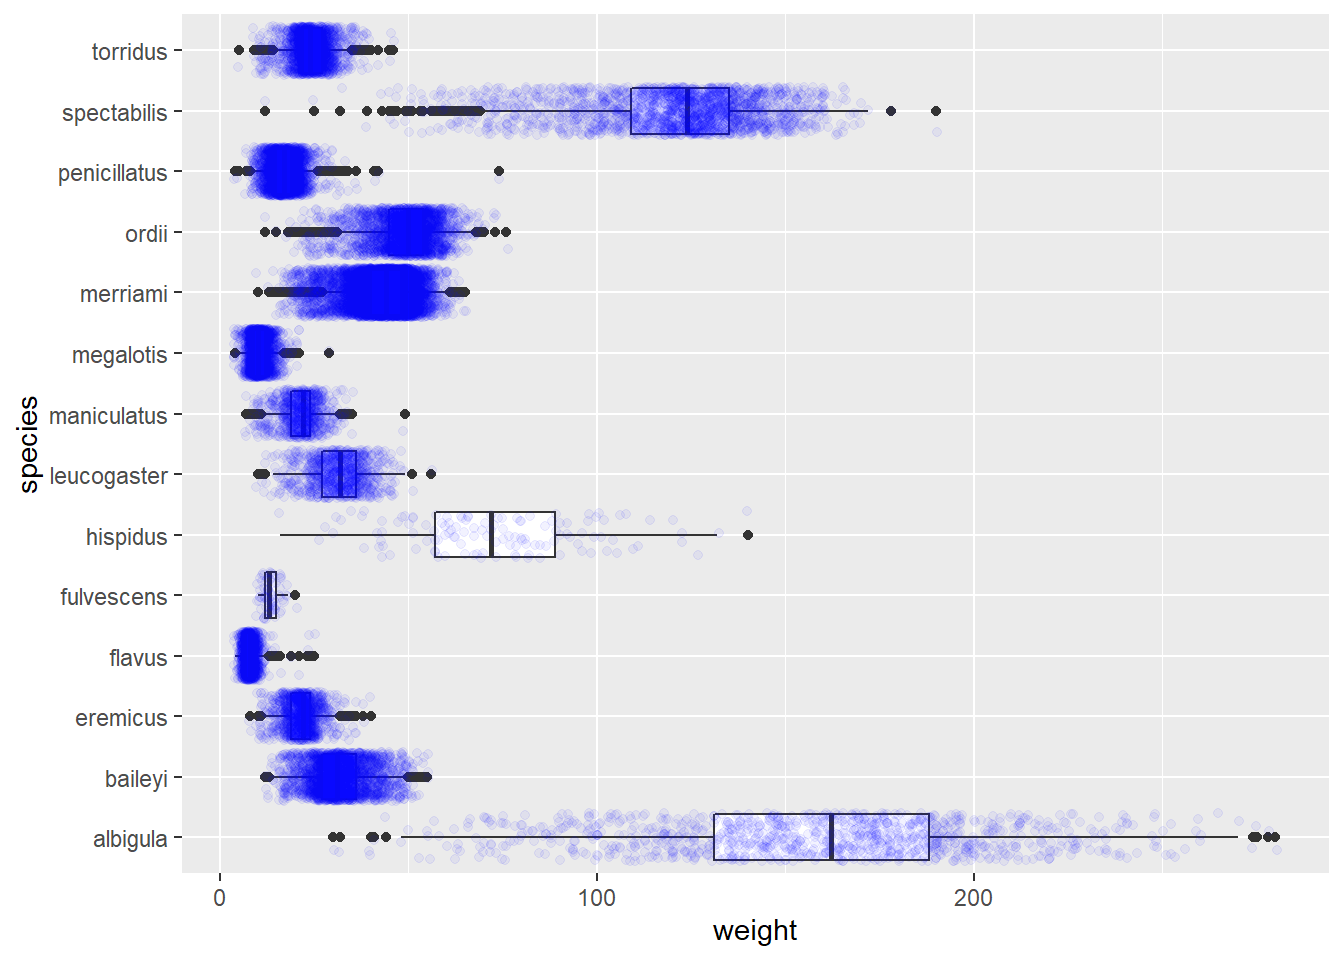 torridus
spectabilis
penicillatus
ordii
merriami
megalotis
maniculatus
leucogaster
hispidus
fulvescens
flavus
eremicus
baileyi
albigula
species
0 100 200
weight